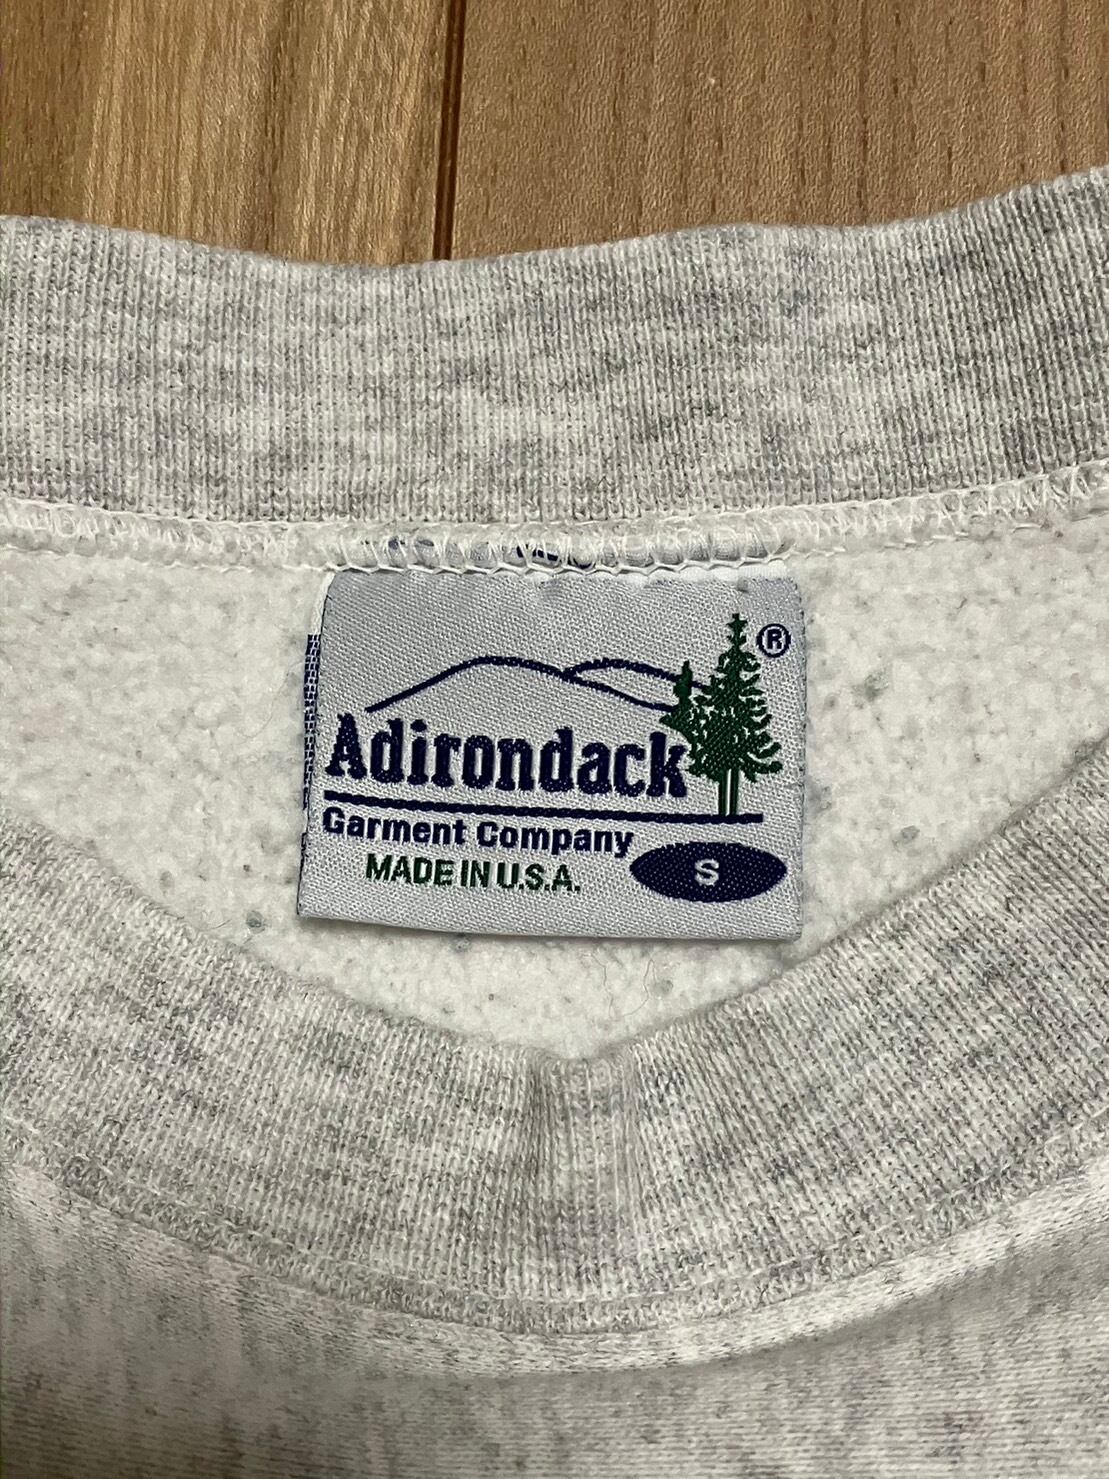 ®
Adirondack
Garment Company
MADE IN U.S.A.
S